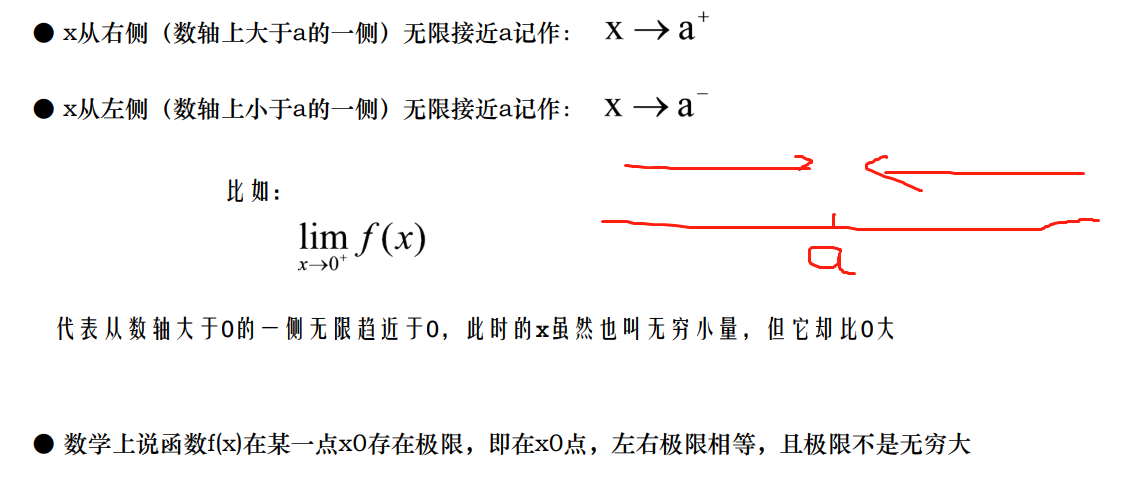 ● x从右侧（数轴上大于a的一侧）无限接近a记作： x → a⁺
● x从左侧（数轴上小于a的一侧）无限接近a记作： x → a⁻
比如：
lim f(x)
x→0⁺
a
代表从数轴大于0的一侧无限趋近于0，此时的x虽然也叫无穷小量，但它却比0大
● 数学上说函数f(x)在某一点x0存在极限，即在x0点，左右极限相等，且极限不是无穷大